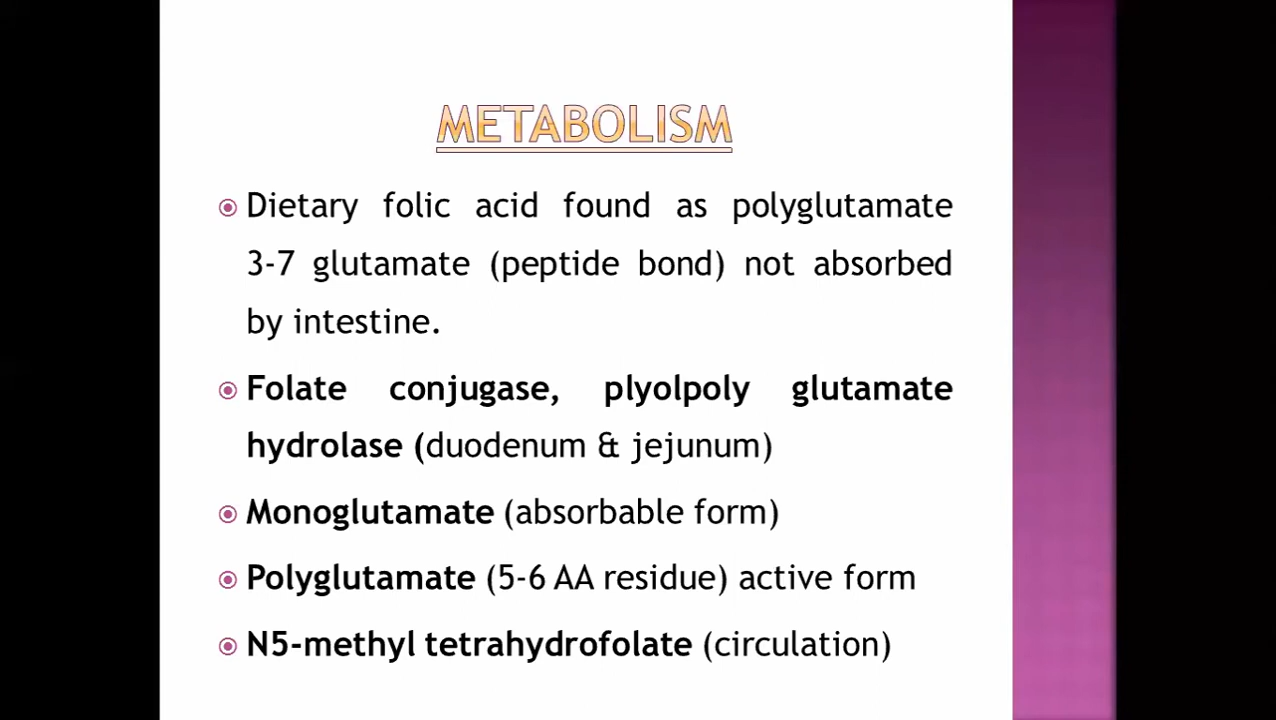 METABOLISM
Dietary folic acid found as polyglutamate
3-7 glutamate (peptide bond) not absorbed
by intestine.
Folate conjugase, plyolpoly glutamate
hydrolase (duodenum & jejunum)
Monoglutamate (absorbable form)
Polyglutamate (5-6 AA residue) active form
N5-methyl tetrahydrofolate (circulation)